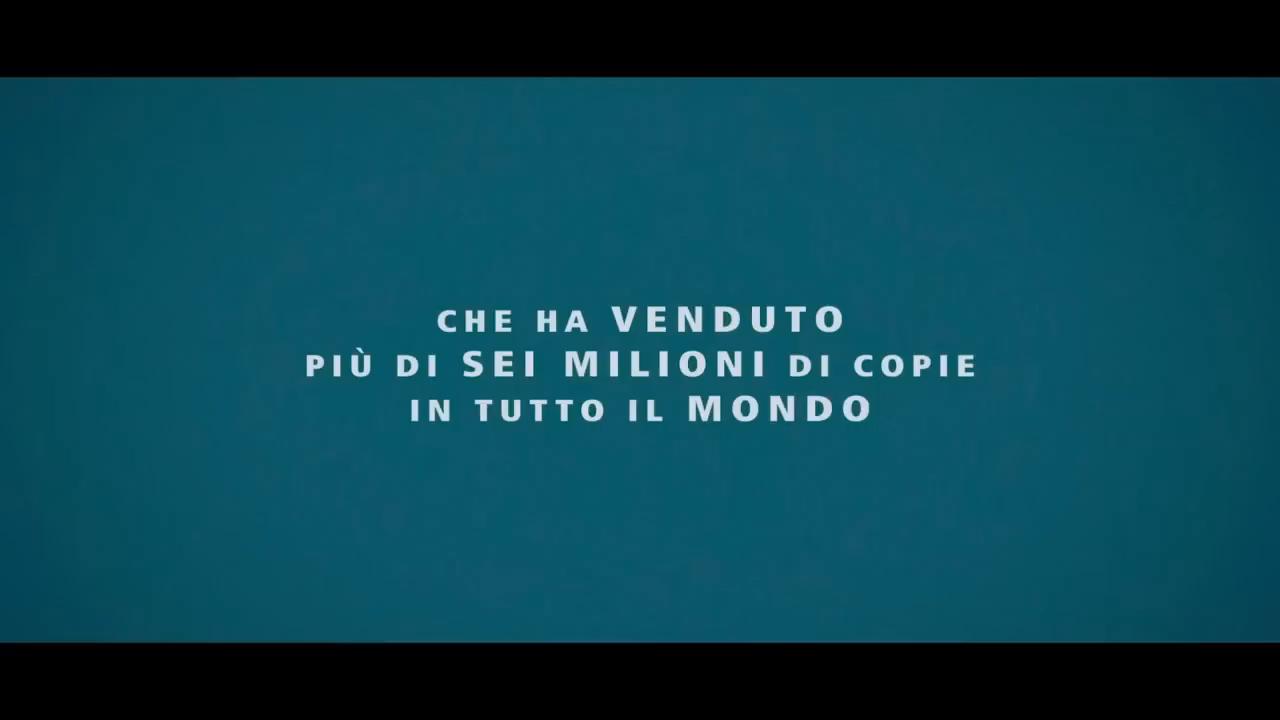 CHE HA VENDUTO
PIÙ DI SEI MILIONI DI COPIE
IN TUTTO IL MONDO